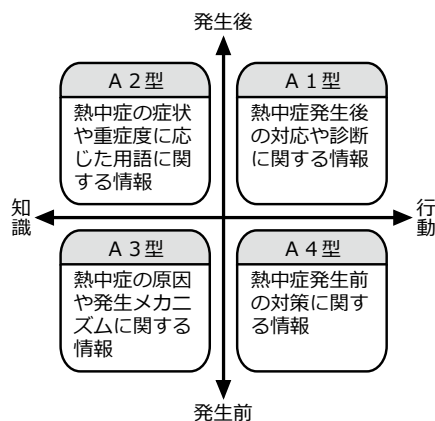 発生後
A2型
熱中症の症状
や重症度に応
じた用語に関
する情報
A1型
熱中症発生後
の対応や診断
に関する情報
知識
行動
A3型
熱中症の原因
や発生メカニ
ズムに関する
情報
A4型
熱中症発生前
の対策に関す
る情報
発生前